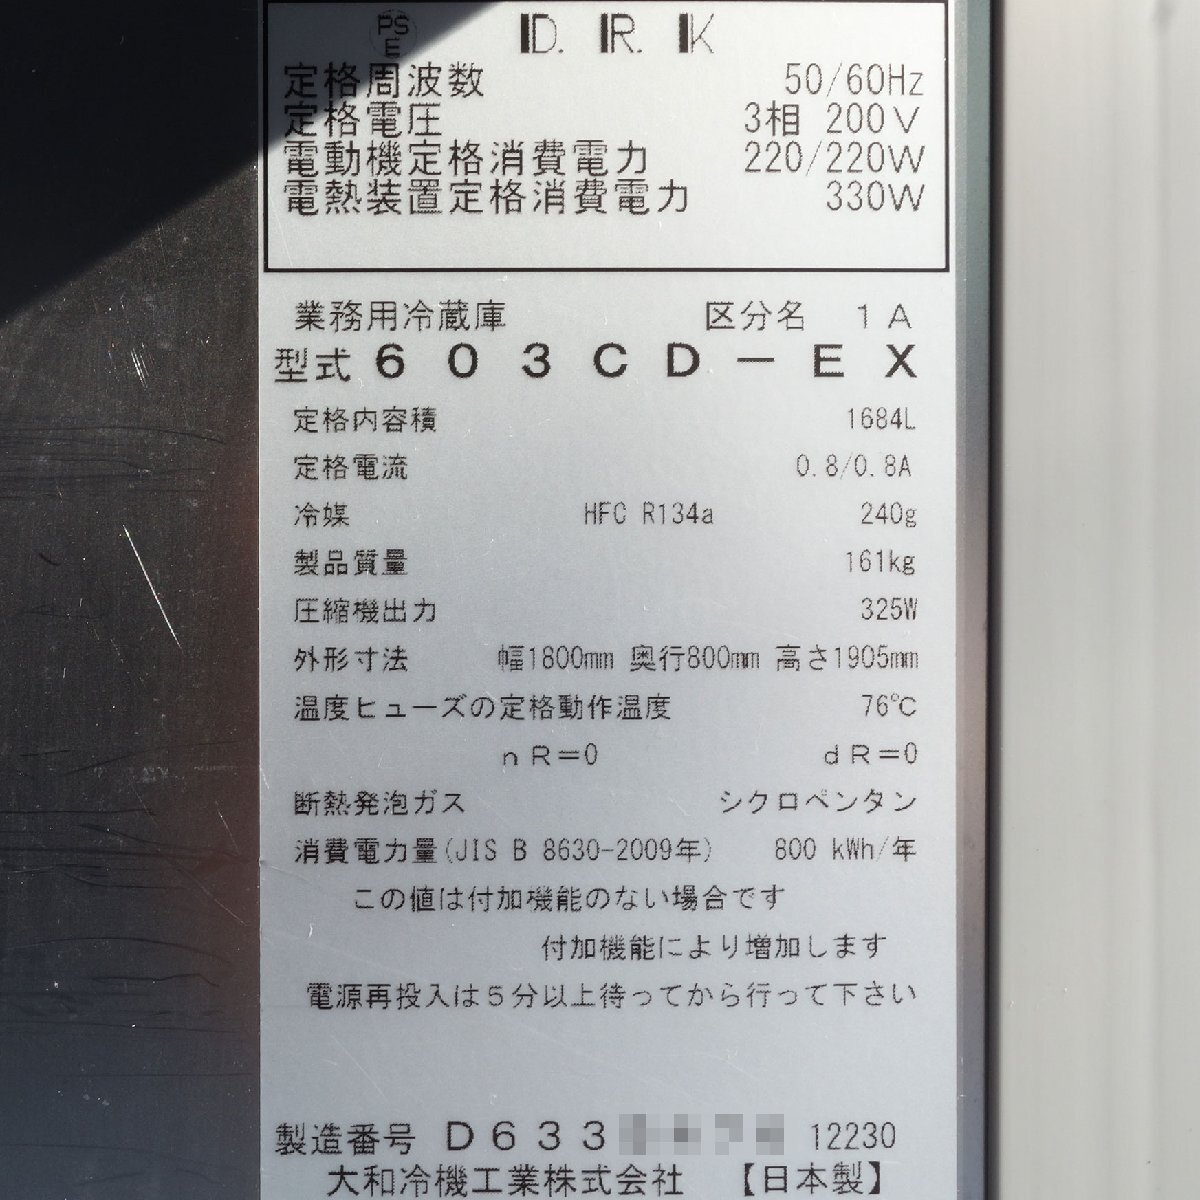 PS
E
D. R. K
定格周波数 50/60Hz
定格電圧 3相 200V
電動機定格消費電力 220/220W
電熱装置定格消費電力 330W
業務用冷蔵庫 区分名 1A
型式 603CD-EX
定格内容積 1684L
定格電流 0.8/0.8A
冷媒 HFC R134a 240g
製品質量 161kg
圧縮機出力 325W
外形寸法 幅1800mm 奥行800mm 高さ1905mm
温度ヒューズの定格動作温度 76℃
nR=0 dR=0
断熱発泡ガス シクロペンタン
消費電力量(JIS B 8630-2009年) 800 kWh/年
この値は付加機能のない場合です
付加機能により増加します
電源再投入は5分以上待ってから行って下さい
製造番号 D633 12230
大和冷機工業株式会社 【日本製】